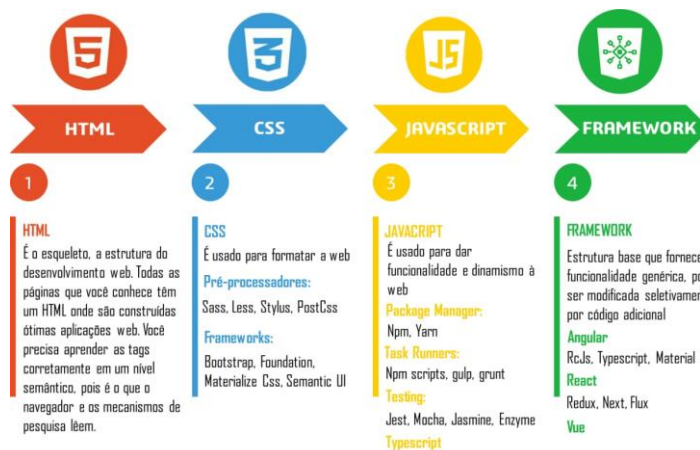 5
3
JS
HTML
CSS
JAVASCRIPT
FRAMEWORK
1
2
3
4
HTML
É o esqueleto, a estrutura do
desenvolvimento web. Todas as
páginas que você conhece têm
um HTML onde são construídas
ótimas aplicações web. Você
precisa aprender as tags
corretamente em um nível
semântico, pois é o que o
navegador e os mecanismos de
pesquisa lêem.
CSS
É usado para formatar a web
Pré-processadores:
Sass, Less, Stylus, PostCss
Frameworks:
Bootstrap, Foundation,
Materialize Css, Semantic UI
JAVACRIPT
É usado para dar
funcionalidade e dinamismo à
web
Package Manager:
Npm, Yarn
Task Runners:
Npm scripts, gulp, grunt
Testing:
Jest, Mocha, Jasmine, Enzyme
Typescript
FRAMEWORK
Estrutura base que fornece
funcionalidade genérica, po
ser modificada seletivamen
por código adicional
Angular
RcJs, Typescript, Material
React
Redux, Next, Flux
Vue